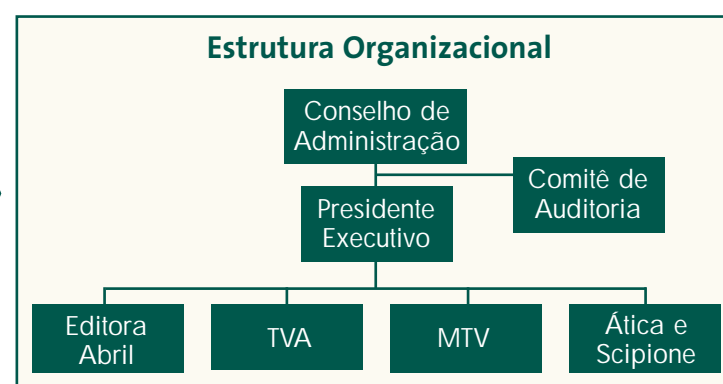 Estrutura Organizacional
Conselho de
Administração
Comitê de
Auditoria
Presidente
Executivo
Editora
Abril
TVA
MTV
Ática e
Scipione